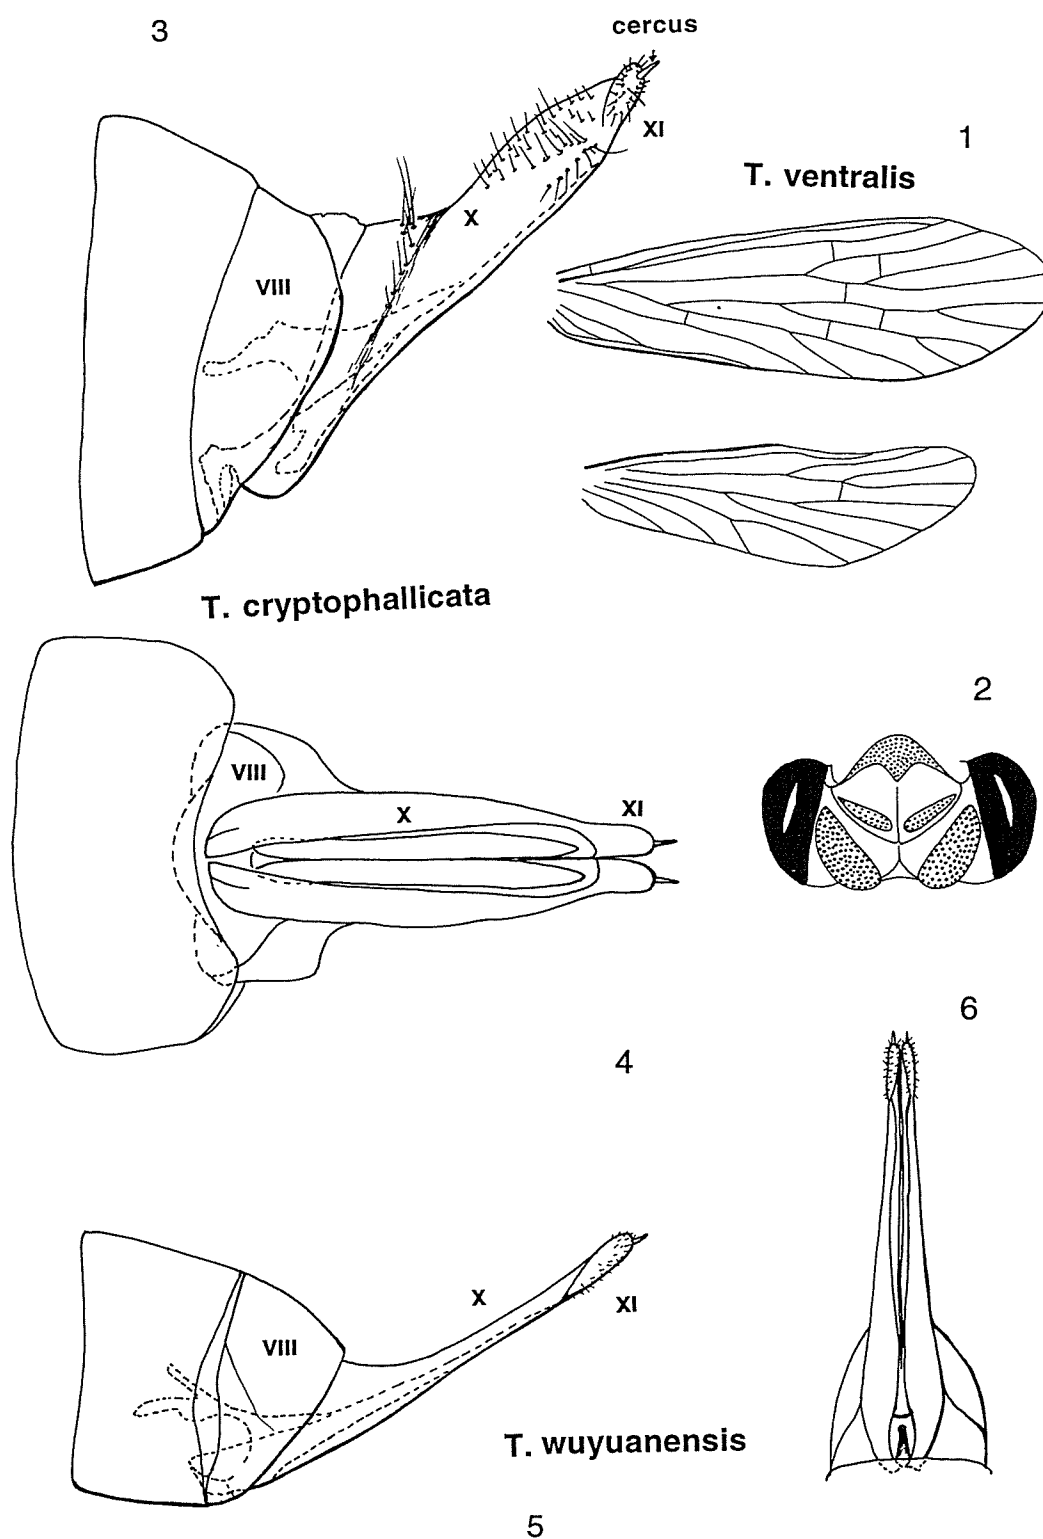 3
cercus
XI
1
T. ventralis
X
VIII
T. cryptophallicata
2
VIII
X
XI
6
4
X
XI
VIII
T. wuyuanensis
5